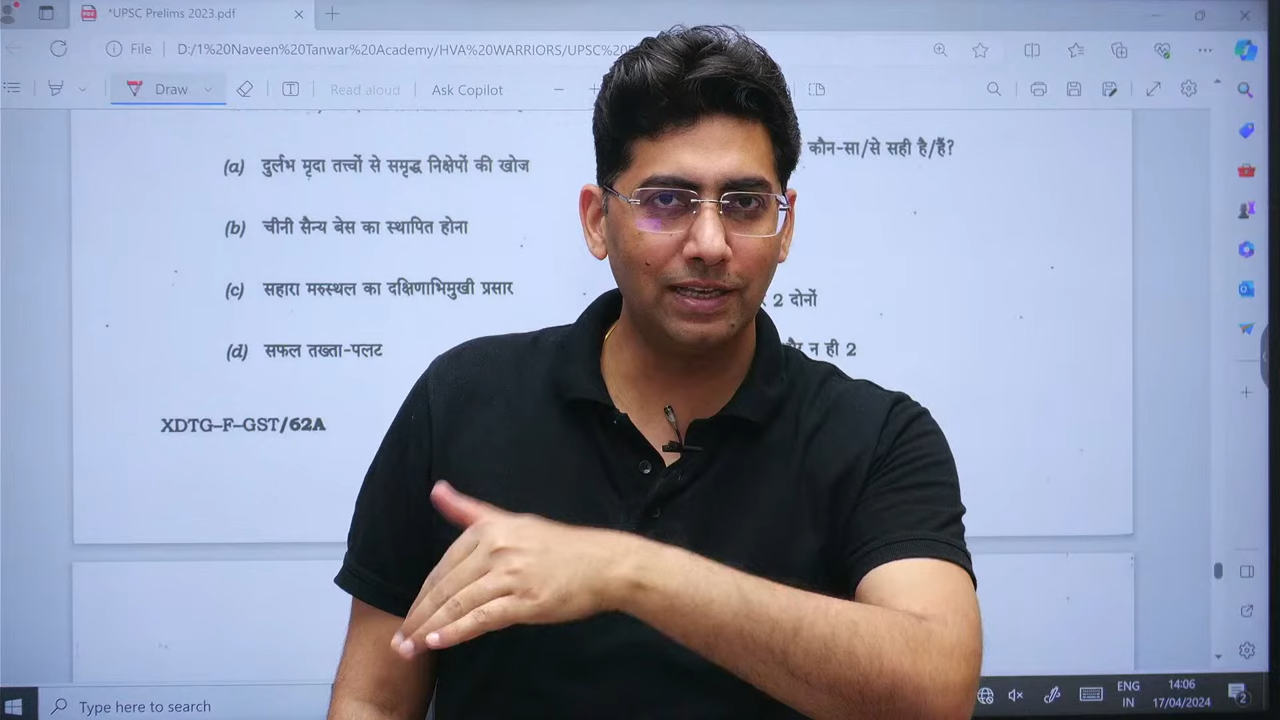 *UPSC Prelims 2023.pdf
File D:/1%20Naveen%20Tanwar%20Academy/HVA%20WARRIORS/UPSC%20
Draw Read aloud Ask Copilot
कौन-सा/से सही है/हैं?
(a) दुर्लभ मृदा तत्त्वों से समृद्ध निक्षेपों की खोज
(b) चीनी सैन्य बेस का स्थापित होना
(c) सहारा मरुस्थल का दक्षिणाभिमुखी प्रसार
2 दोनों
(d) सफल तख्ता-पलट
न ही 2
XDTG-F-GST/62A
Type here to search
ENG
IN
14:06
17/04/2024
2